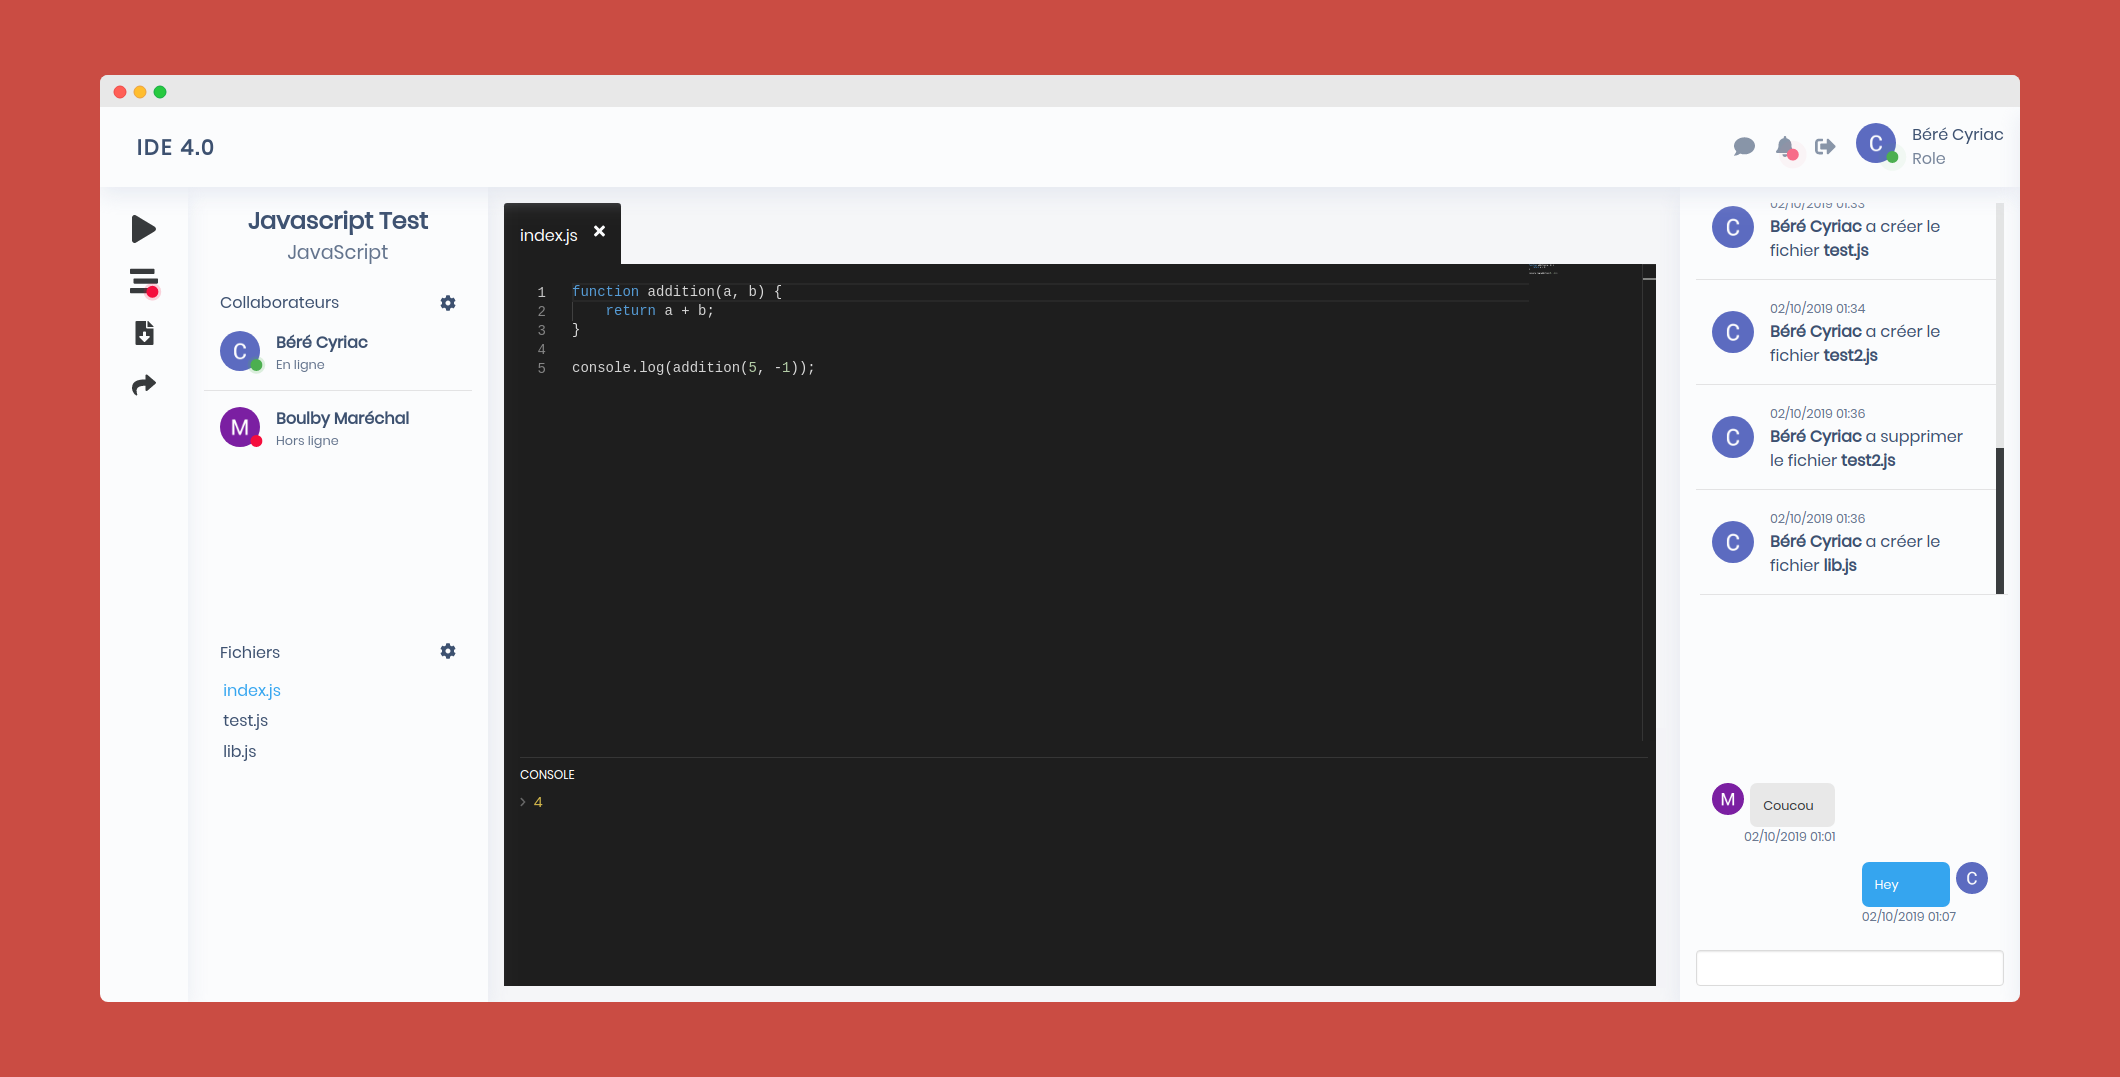 IDE 4.0
C
Béré Cyriac
Role
Javascript Test
JavaScript
Collaborateurs
C
Béré Cyriac
En ligne
M
Boulby Maréchal
Hors ligne
Fichiers
index.js
test.js
lib.js
index.js
1 function addition(a, b) {
2 return a + b;
3 }
4
5 console.log(addition(5, -1));
CONSOLE
> 4
02/10/2019 01:33
C
Béré Cyriac a créer le
fichier test.js
02/10/2019 01:34
C
Béré Cyriac a créer le
fichier test2.js
02/10/2019 01:36
C
Béré Cyriac a supprimer
le fichier test2.js
02/10/2019 01:36
C
Béré Cyriac a créer le
fichier lib.js
M
Coucou
02/10/2019 01:01
Hey
C
02/10/2019 01:07